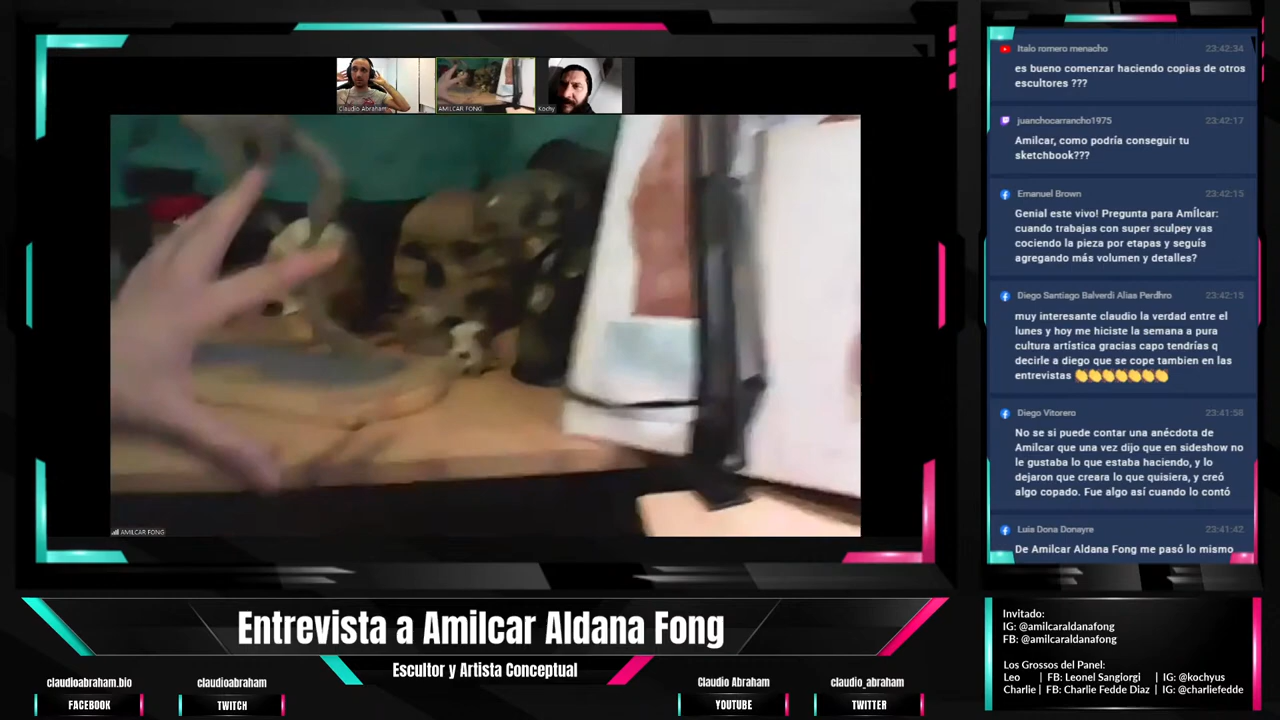 Claudio Abraham
AMILCAR FONG
Kochy
AMILCAR FONG
Italo romero menacho 23:42:34
es bueno comenzar haciendo copias de otros
escultores ???
juanchocarrancho1975 23:42:17
Amilcar, como podría conseguir tu
sketchbook???
Emanuel Brown 23:42:15
Genial este vivo! Pregunta para AmÍlcar:
cuando trabajas con super sculpey vas
cociendo la pieza por etapas y seguís
agregando más volumen y detalles?
Diego Santiago Balverdi Alias Perdhro 23:42:15
muy interesante claudio la verdad entre el
lunes y hoy me hiciste la semana a pura
cultura artística gracias capo tendrías q
decirle a diego que se cope tambien en las
entrevistas 👏👏👏👏👏👏👏
Diego Vitorero 23:41:58
No se si puede contar una anécdota de
Amilcar que una vez dijo que en sideshow no
le gustaba lo que estaba haciendo, y lo
dejaron que creara lo que quisiera, y creó
algo copado. Fue algo así cuando lo contó
Luis Dona Donayre 23:41:42
De Amilcar Aldana Fong me pasó lo mismo
Entrevista a Amilcar Aldana Fong
Escultor y Artista Conceptual
claudioabraham.bio
FACEBOOK
claudioabraham
TWITCH
Claudio Abraham
YOUTUBE
claudio_abraham
TWITTER
Invitado:
IG: @amilcaraldanafong
FB: @amilcaraldanafong
Los Grossos del Panel:
Leo | FB: Leonel Sangiorgi | IG: @kochyus
Charlie | FB: Charlie Fedde Diaz | IG: @charliefedde